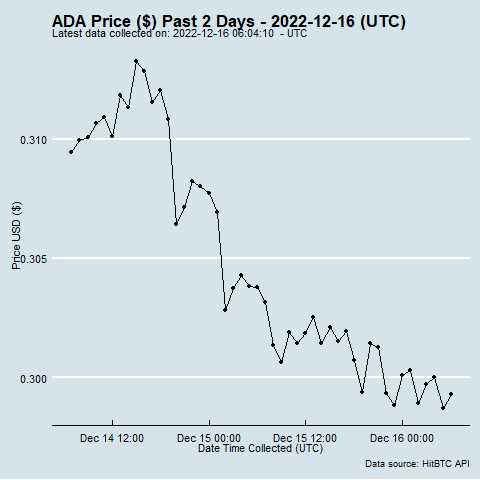 ADA Price ($) Past 2 Days - 2022-12-16 (UTC)
Latest data collected on: 2022-12-16 06:04:10  - UTC
0.310
0.305
0.300
Price USD ($)
Dec 14 12:00 Dec 15 00:00 Dec 15 12:00 Dec 16 00:00
Date Time Collected (UTC)
Data source: HitBTC API